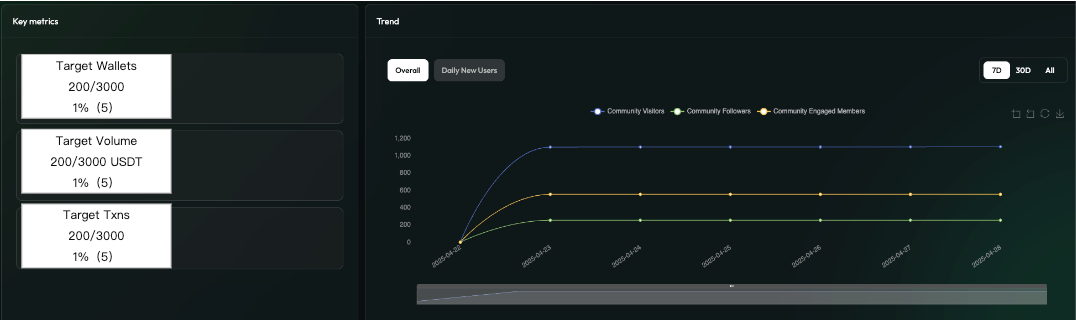 Key metrics
Target Wallets
200/3000
1% (5)
Target Volume
200/3000 USDT
1% (5)
Target Txns
200/3000
1% (5)
Trend
Overall
Daily New Users
7D 30D All
Community Visitors Community Followers Community Engaged Members
1,200
1,000
800
600
400
200
0
2025-04-22 2025-04-23 2025-04-24 2025-04-25 2025-04-26 2025-04-27 2025-04-28